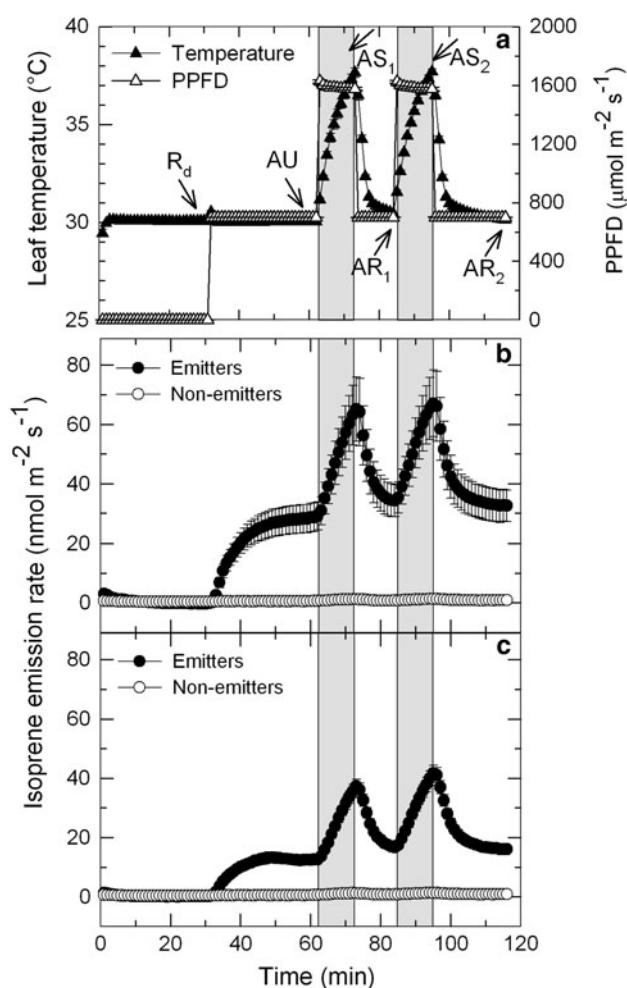 a
Leaf temperature (°C)
40
35
30
25
Temperature
PPFD
R_d
AU
AS_1
AS_2
AR_1
AR_2
2000
1600
1200
800
400
0
PPFD (μmol m⁻² s⁻¹)
b
Isoprene emission rate (nmol m⁻² s⁻¹)
80
60
40
20
0
Emitters
Non-emitters
c
80
60
40
20
0
Emitters
Non-emitters
0 20 40 60 80 100 120
Time (min)